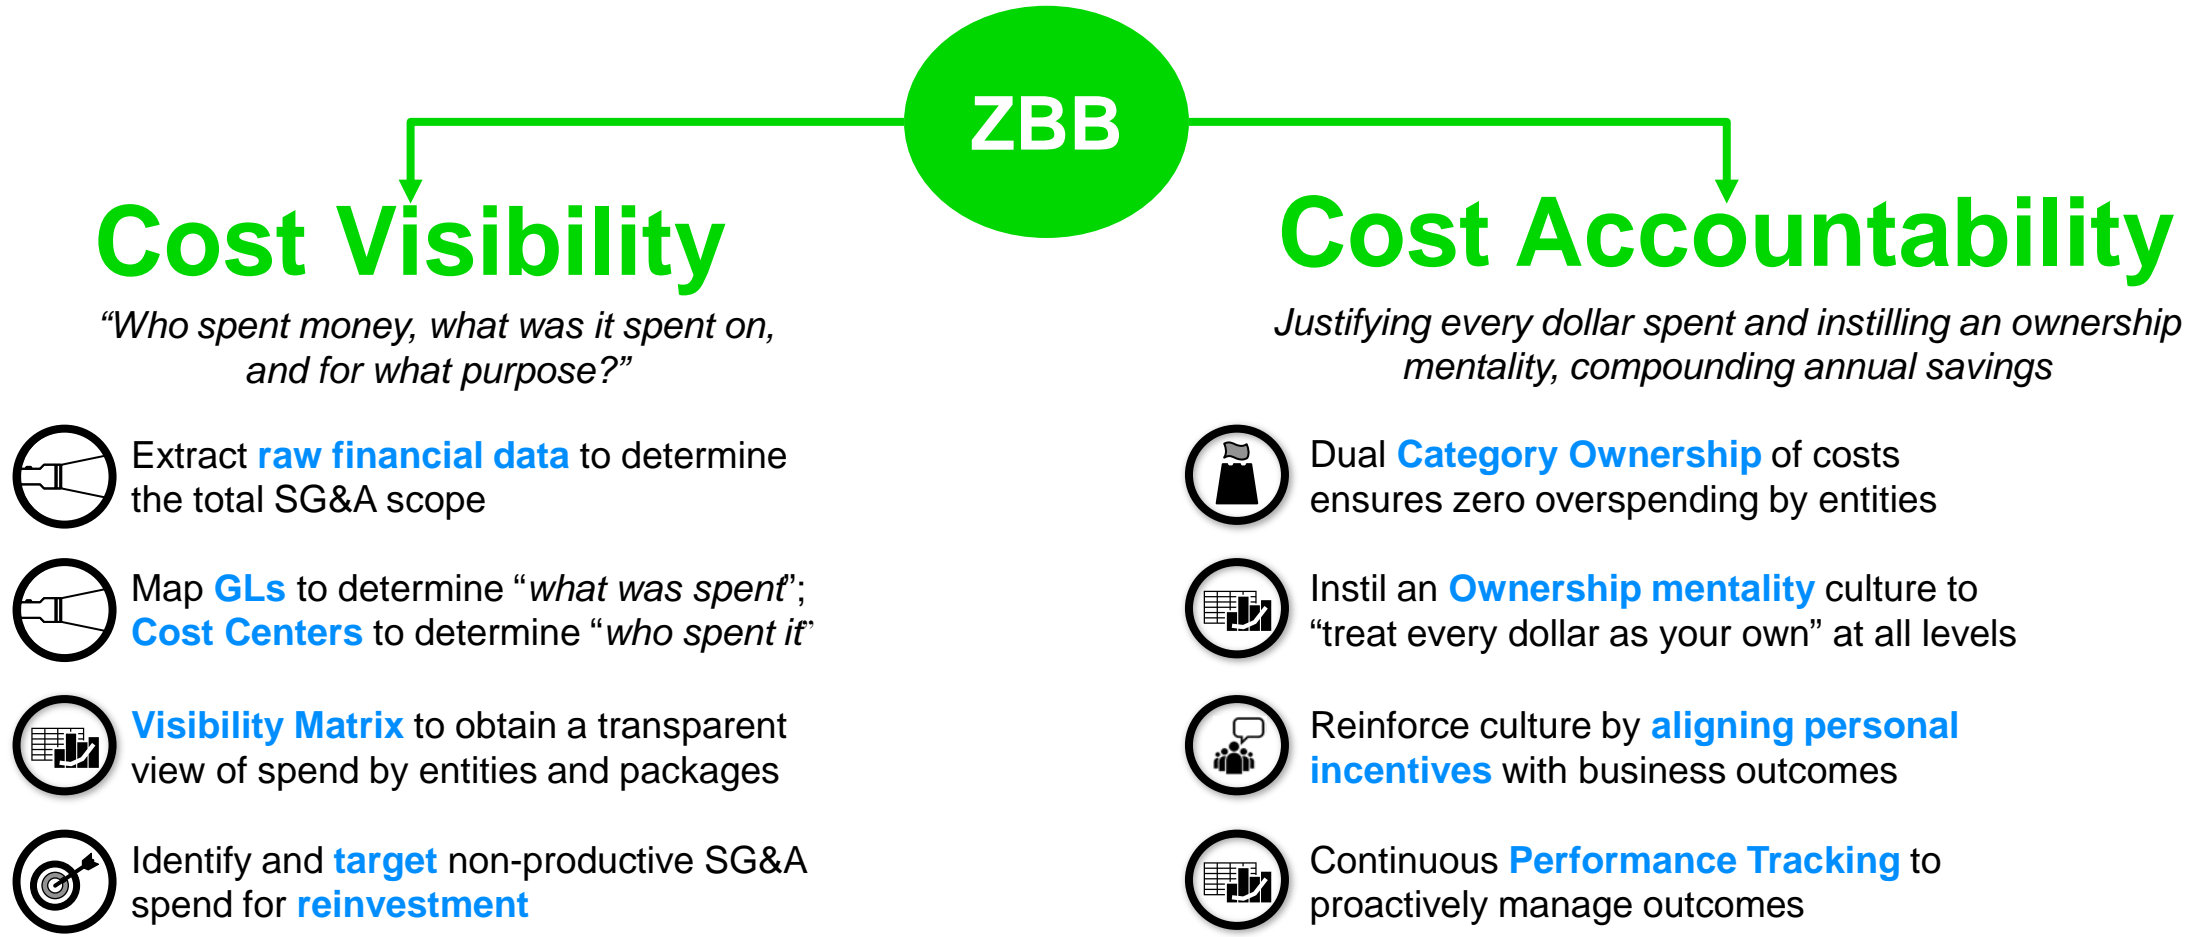 ZBB
Cost Visibility
“Who spent money, what was it spent on,
and for what purpose?”
Extract raw financial data to determine
the total SG&A scope
Map GLs to determine “what was spent”;
Cost Centers to determine “who spent it”
Visibility Matrix to obtain a transparent
view of spend by entities and packages
Identify and target non-productive SG&A
spend for reinvestment
Cost Accountability
Justifying every dollar spent and instilling an ownership
mentality, compounding annual savings
Dual Category Ownership of costs
ensures zero overspending by entities
Instil an Ownership mentality culture to
“treat every dollar as your own” at all levels
Reinforce culture by aligning personal
incentives with business outcomes
Continuous Performance Tracking to
proactively manage outcomes